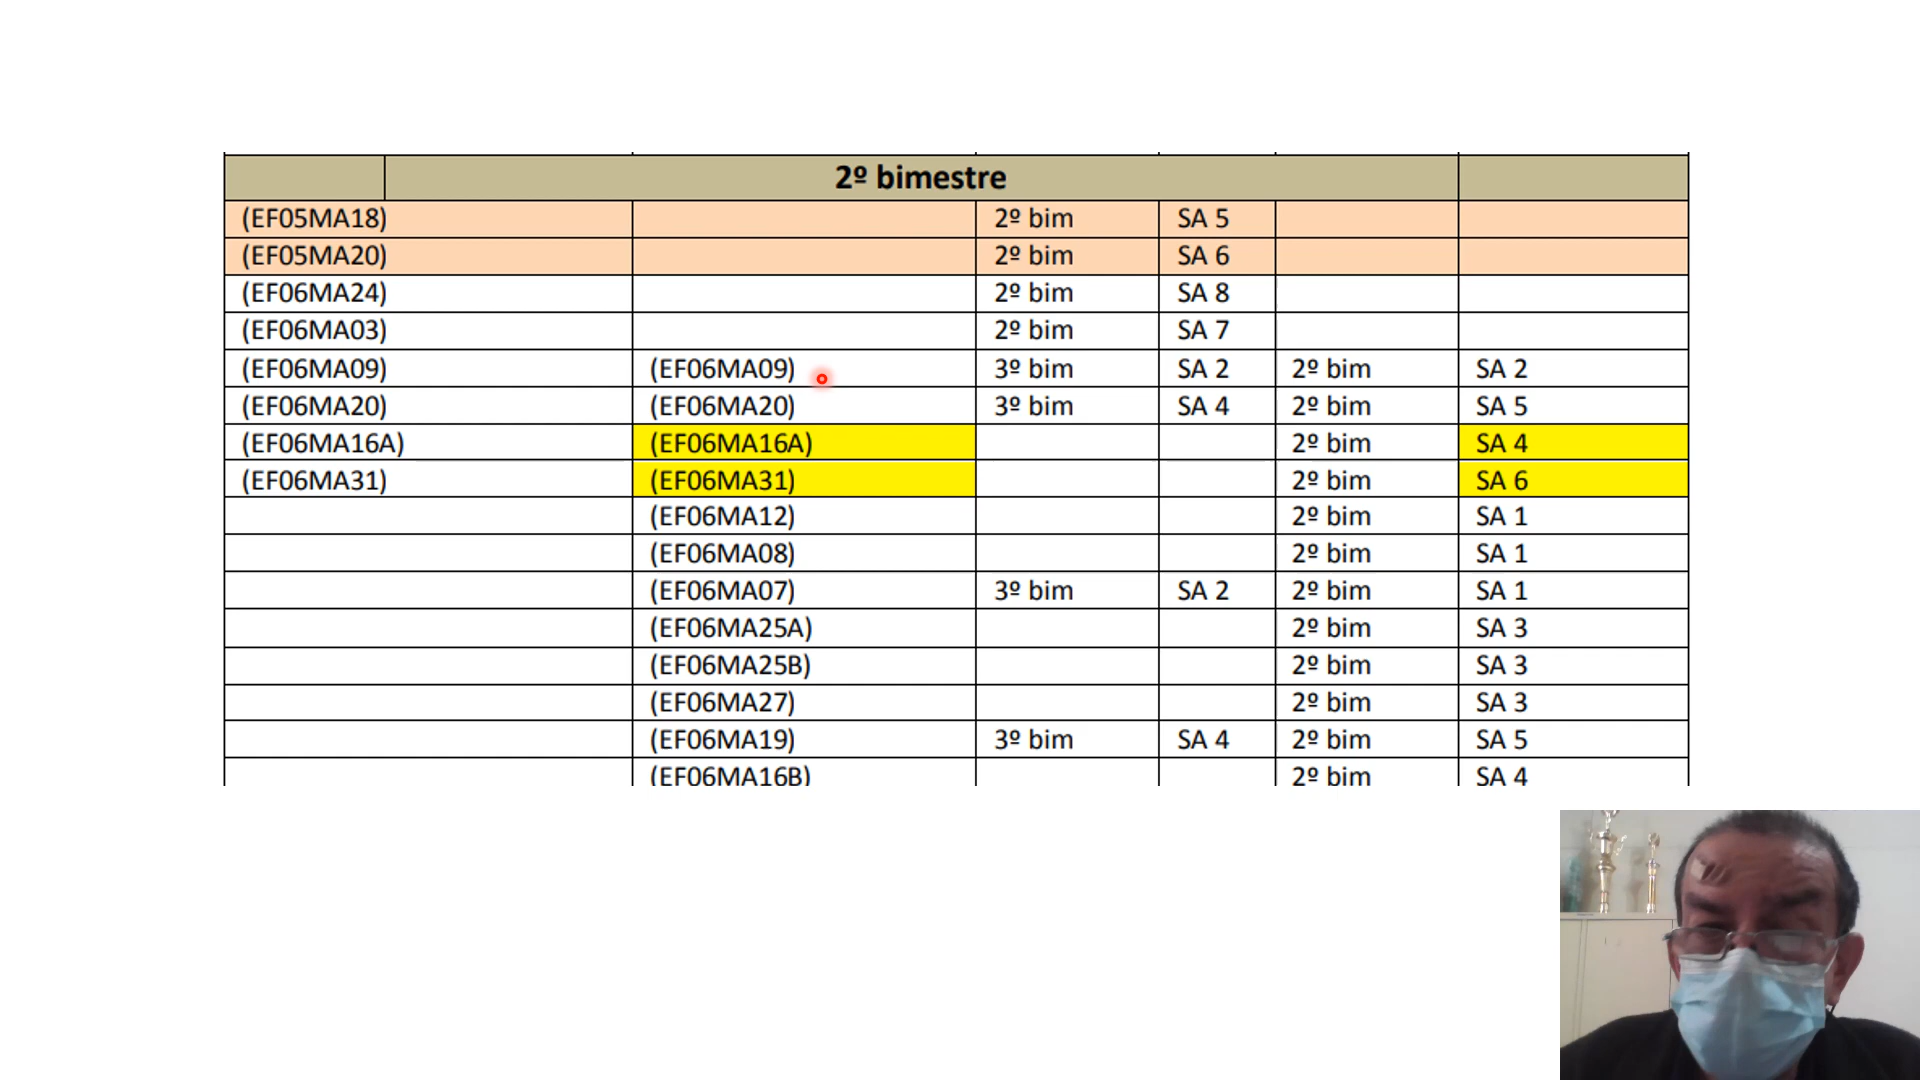 2º bimestre
(EF05MA18) 2º bim SA 5
(EF05MA20) 2º bim SA 6
(EF06MA24) 2º bim SA 8
(EF06MA03) 2º bim SA 7
(EF06MA09) (EF06MA09) 3º bim SA 2 2º bim SA 2
(EF06MA20) (EF06MA20) 3º bim SA 4 2º bim SA 5
(EF06MA16A) (EF06MA16A) 2º bim SA 4
(EF06MA31) (EF06MA31) 2º bim SA 6
(EF06MA12) 2º bim SA 1
(EF06MA08) 2º bim SA 1
(EF06MA07) 3º bim SA 2 2º bim SA 1
(EF06MA25A) 2º bim SA 3
(EF06MA25B) 2º bim SA 3
(EF06MA27) 2º bim SA 3
(EF06MA19) 3º bim SA 4 2º bim SA 5
(EF06MA16B) 2º bim SA 4